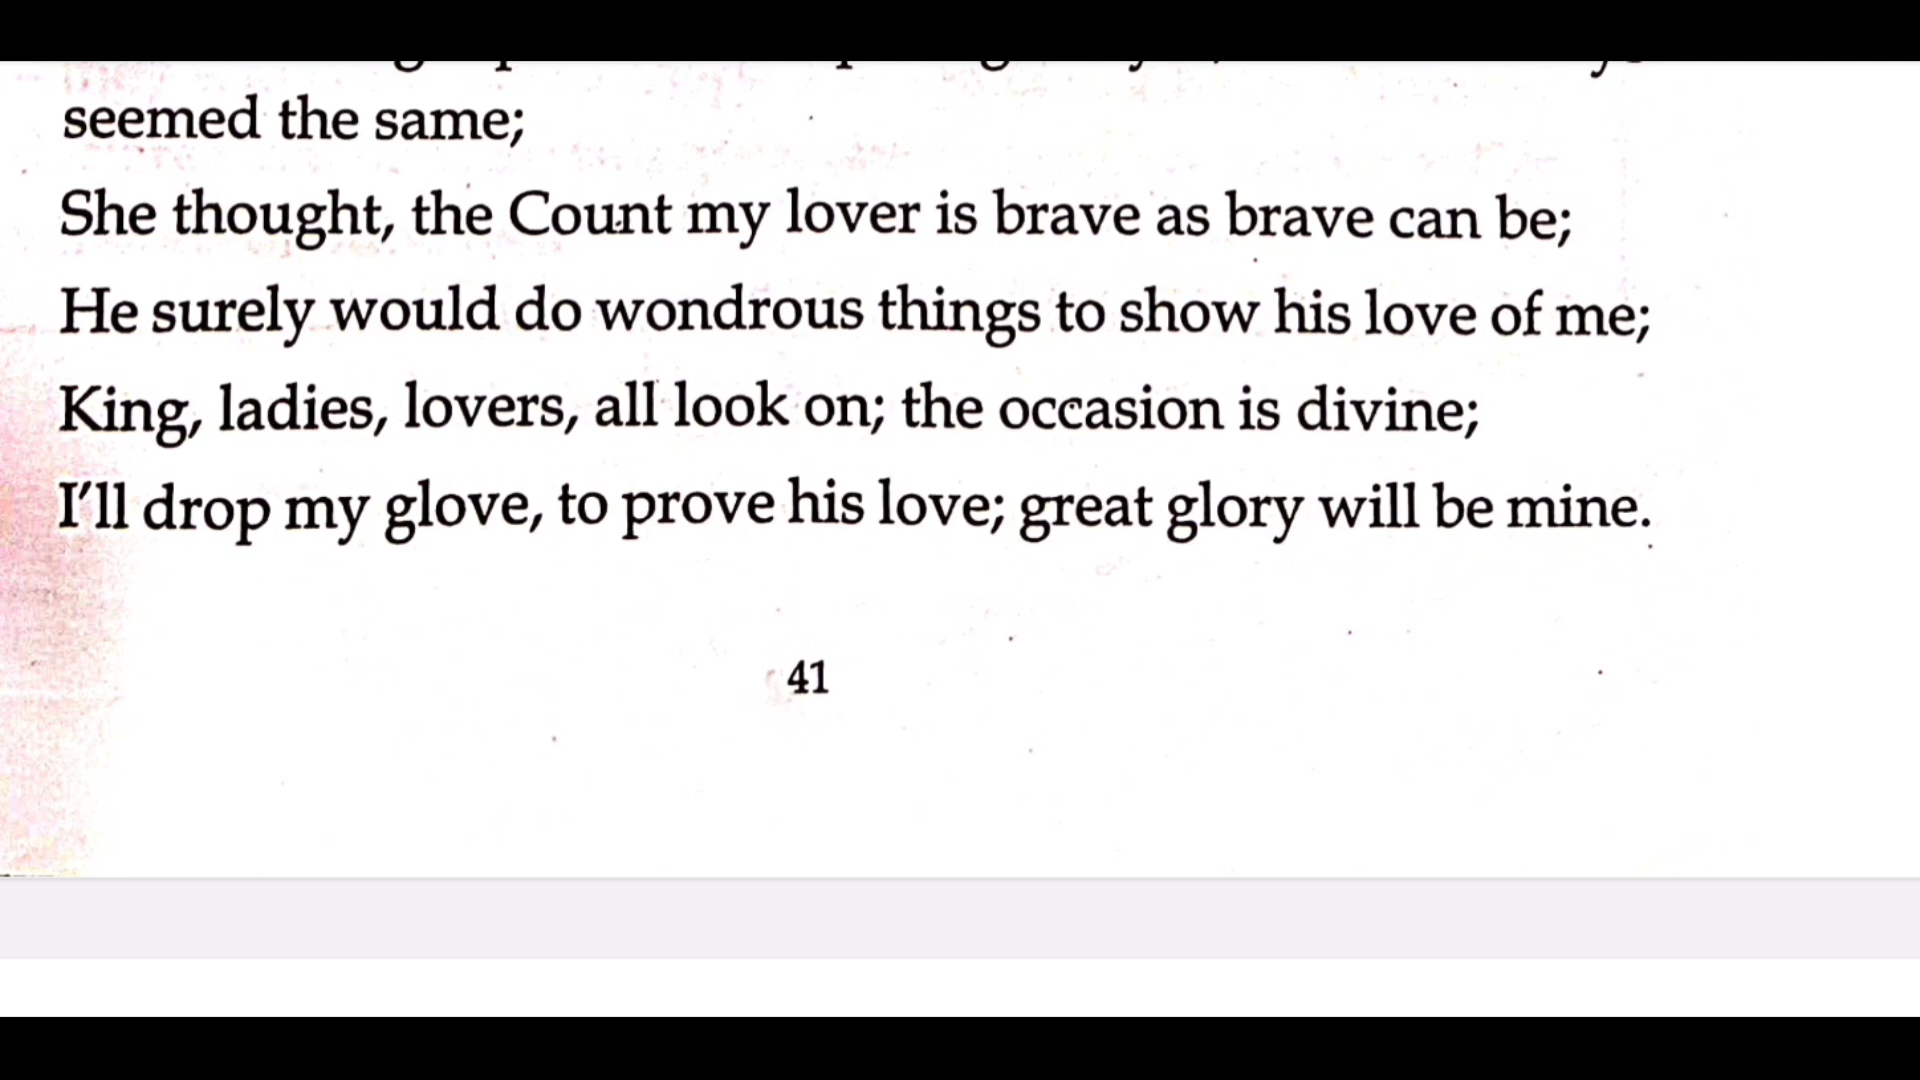 seemed the same;
She thought, the Count my lover is brave as brave can be;
He surely would do wondrous things to show his love of me;
King, ladies, lovers, all look on; the occasion is divine;
I'll drop my glove, to prove his love; great glory will be mine.
41